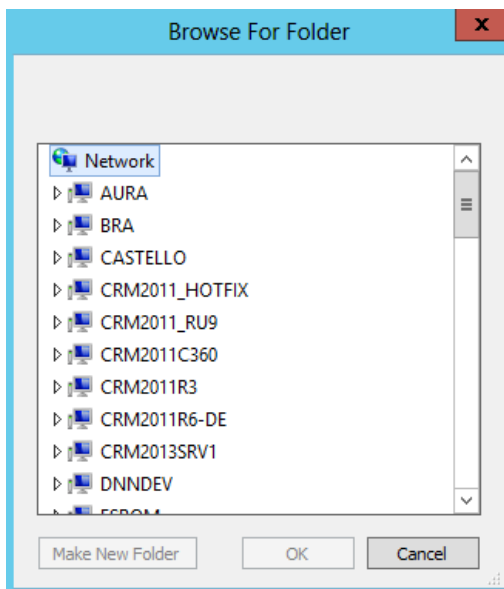 Browse For Folder
x
Network
AURA
BRA
CASTELLO
CRM2011_HOTFIX
CRM2011_RU9
CRM2011C360
CRM2011R3
CRM2011R6-DE
CRM2013SRV1
DNNDEV
Make New Folder
OK
Cancel